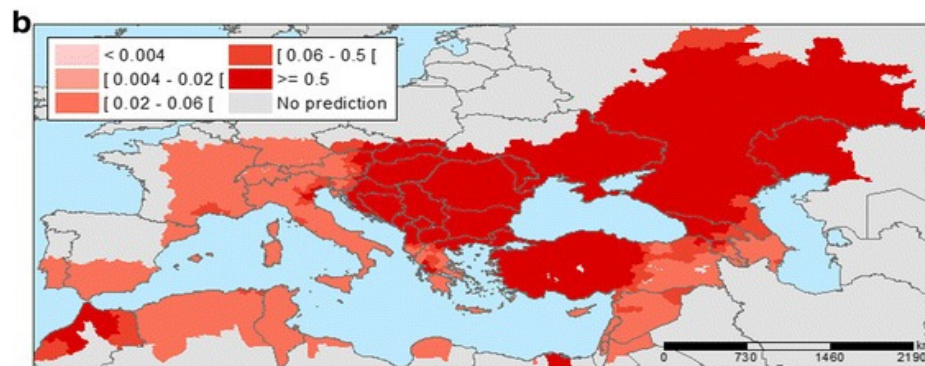 b
< 0.004
[ 0.004 - 0.02 [
[ 0.02 - 0.06 [
[ 0.06 - 0.5 [
>= 0.5
No prediction
km
0 730 1460 2190